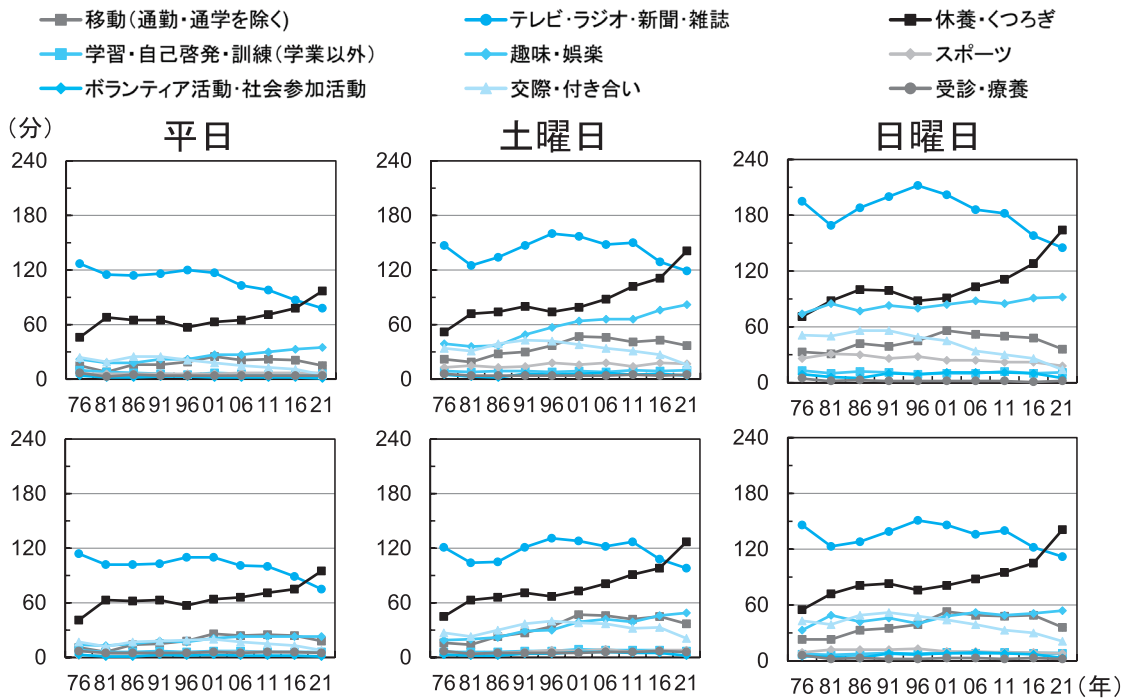 移動(通勤・通学を除く) テレビ・ラジオ・新聞・雑誌 休養・くつろぎ
学習・自己啓発・訓練(学業以外) 趣味・娯楽 スポーツ
ボランティア活動・社会参加活動 交際・付き合い 受診・療養
(分) 平日 土曜日 日曜日
240 240 240
180 180 180
120 120 120
60 60 60
0 0 0
76 81 86 91 96 01 06 11 16 21 76 81 86 91 96 01 06 11 16 21 76 81 86 91 96 01 06 11 16 21
240 240 240
180 180 180
120 120 120
60 60 60
0 0 0
76 81 86 91 96 01 06 11 16 21 76 81 86 91 96 01 06 11 16 21 76 81 86 91 96 01 06 11 16 21 (年)